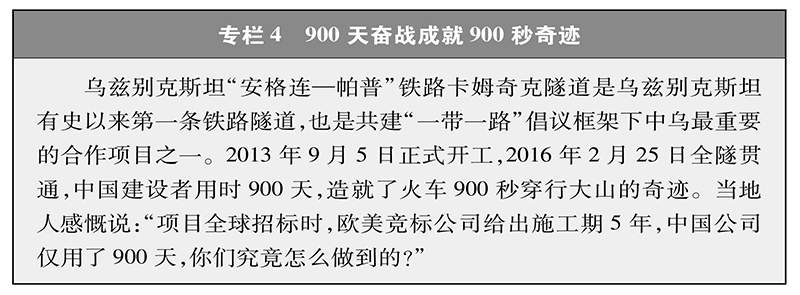 专栏 4　900 天奋战成就 900 秒奇迹
乌兹别克斯坦“安格连—帕普”铁路卡姆奇克隧道是乌兹别克斯坦
有史以来第一条铁路隧道,也是共建“一带一路”倡议框架下中乌最重要
的合作项目之一。2013 年 9 月 5 日正式开工,2016 年 2 月 25 日全隧贯
通,中国建设者用时 900 天,造就了火车 900 秒穿行大山的奇迹。当地
人感慨说:“项目全球招标时,欧美竞标公司给出施工期 5 年,中国公司
仅用了 900 天,你们究竟怎么做到的?”